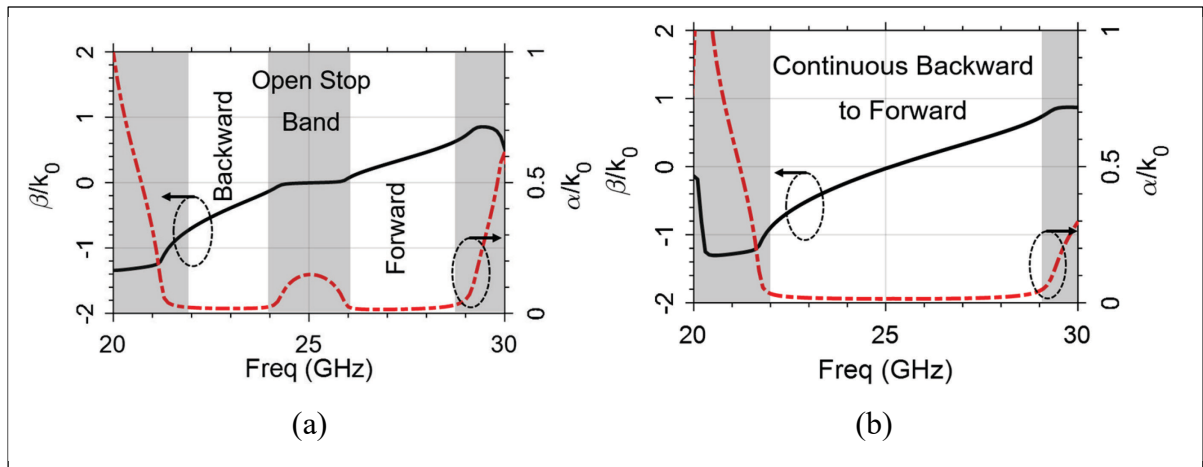 2
1
0
-1
-2
β/k0
20
25
30
Freq (GHz)
1
0.5
0
α/k0
Open Stop
Band
Backward
Forward
(a)
2
1
0
-1
-2
β/k0
20
25
30
Freq (GHz)
1
0.5
0
α/k0
Continuous Backward
to Forward
(b)